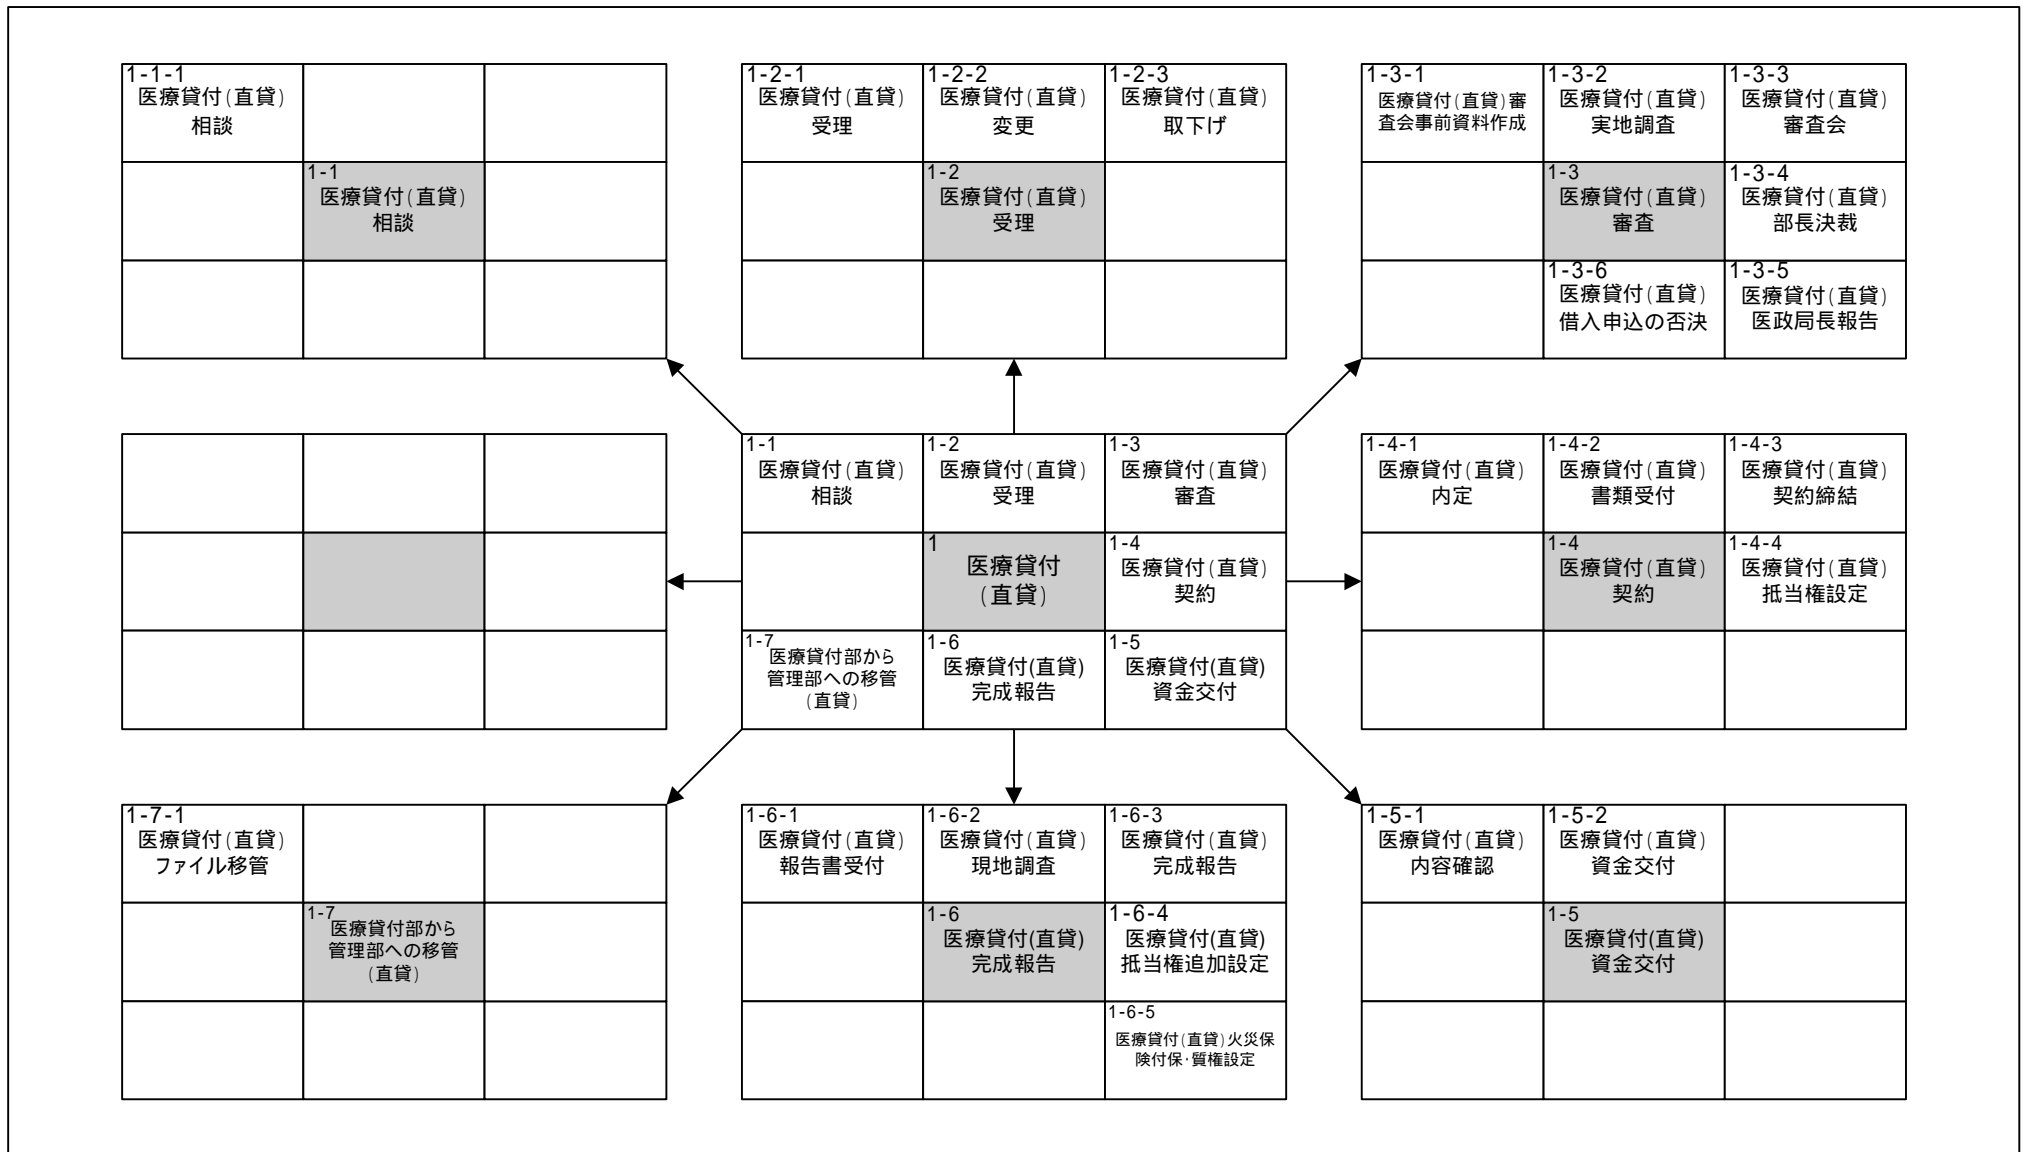 1-1-1
医療貸付(直貸)
相談
1-1
医療貸付(直貸)
相談
1-2-1
医療貸付(直貸)
受理
1-2-2
医療貸付(直貸)
変更
1-2-3
医療貸付(直貸)
取下げ
1-2
医療貸付(直貸)
受理
1-3-1
医療貸付(直貸)審
査会事前資料作成
1-3-2
医療貸付(直貸)
実地調査
1-3-3
医療貸付(直貸)
審査会
1-3
医療貸付(直貸)
審査
1-3-4
医療貸付(直貸)
部長決裁
1-3-6
医療貸付(直貸)
借入申込の否決
1-3-5
医療貸付(直貸)
医政局長報告
1-1
医療貸付(直貸)
相談
1-2
医療貸付(直貸)
受理
1-3
医療貸付(直貸)
審査
1
医療貸付
(直貸)
1-4
医療貸付(直貸)
契約
1-7
医療貸付部から
管理部への移管
(直貸)
1-6
医療貸付(直貸)
完成報告
1-5
医療貸付(直貸)
資金交付
1-4-1
医療貸付(直貸)
内定
1-4-2
医療貸付(直貸)
書類受付
1-4-3
医療貸付(直貸)
契約締結
1-4
医療貸付(直貸)
契約
1-4-4
医療貸付(直貸)
抵当権設定
1-7-1
医療貸付(直貸)
ファイル移管
1-7
医療貸付部から
管理部への移管
(直貸)
1-6-1
医療貸付(直貸)
報告書受付
1-6-2
医療貸付(直貸)
現地調査
1-6-3
医療貸付(直貸)
完成報告
1-6
医療貸付(直貸)
完成報告
1-6-4
医療貸付(直貸)
抵当権追加設定
1-6-5
医療貸付(直貸)火災保
険付保・質権設定
1-5-1
医療貸付(直貸)
内容確認
1-5-2
医療貸付(直貸)
資金交付
1-5
医療貸付(直貸)
資金交付